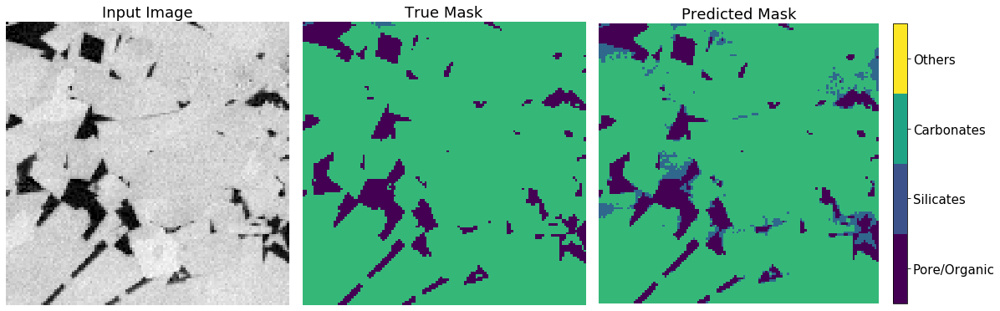 Input Image
True Mask
Predicted Mask
Others
Carbonates
Silicates
Pore/Organic